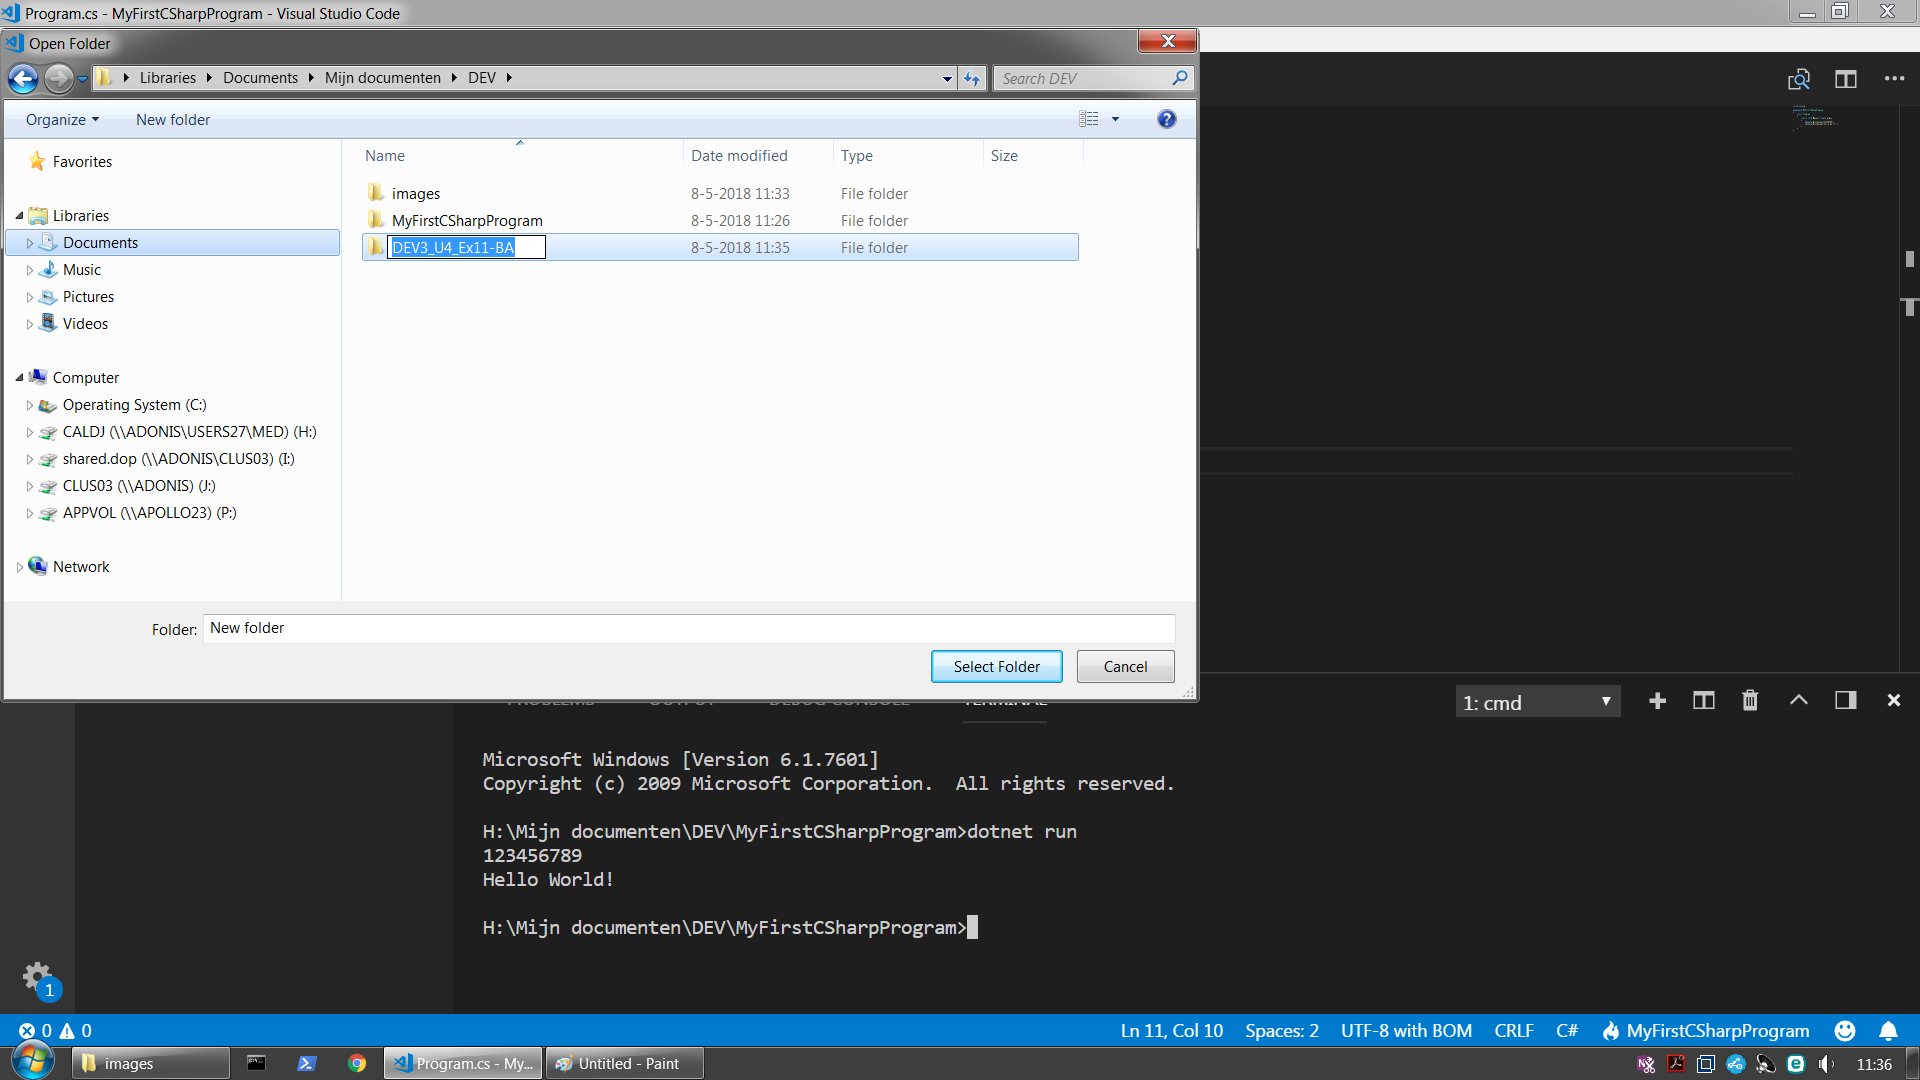 Program.cs - MyFirstCSharpProgram - Visual Studio Code
Open Folder
Libraries Documents Mijn documenten DEV
Search DEV
Organize New folder
Name Date modified Type Size
Favorites
Libraries
Documents
Music
Pictures
Videos
Computer
Operating System (C:)
CALDJ (\\ADONIS\USERS27\MED) (H:)
shared.dop (\\ADONIS\CLUS03) (I:)
CLUS03 (\\ADONIS) (J:)
APPVOL (\\APOLLO23) (P:)
Network
images 8-5-2018 11:33 File folder
MyFirstCSharpProgram 8-5-2018 11:26 File folder
DEV3_U4_Ex11-BA 8-5-2018 11:35 File folder
Folder: New folder
Select Folder Cancel
PROBLEMS OUTPUT DEBUG CONSOLE TERMINAL
1: cmd
Microsoft Windows [Version 6.1.7601]
Copyright (c) 2009 Microsoft Corporation.  All rights reserved.
H:\Mijn documenten\DEV\MyFirstCSharpProgram>dotnet run
123456789
Hello World!
H:\Mijn documenten\DEV\MyFirstCSharpProgram>
1
0 0
Ln 11, Col 10 Spaces: 2 UTF-8 with BOM CRLF C# MyFirstCSharpProgram
images
Program.cs - My...
Untitled - Paint
11:36